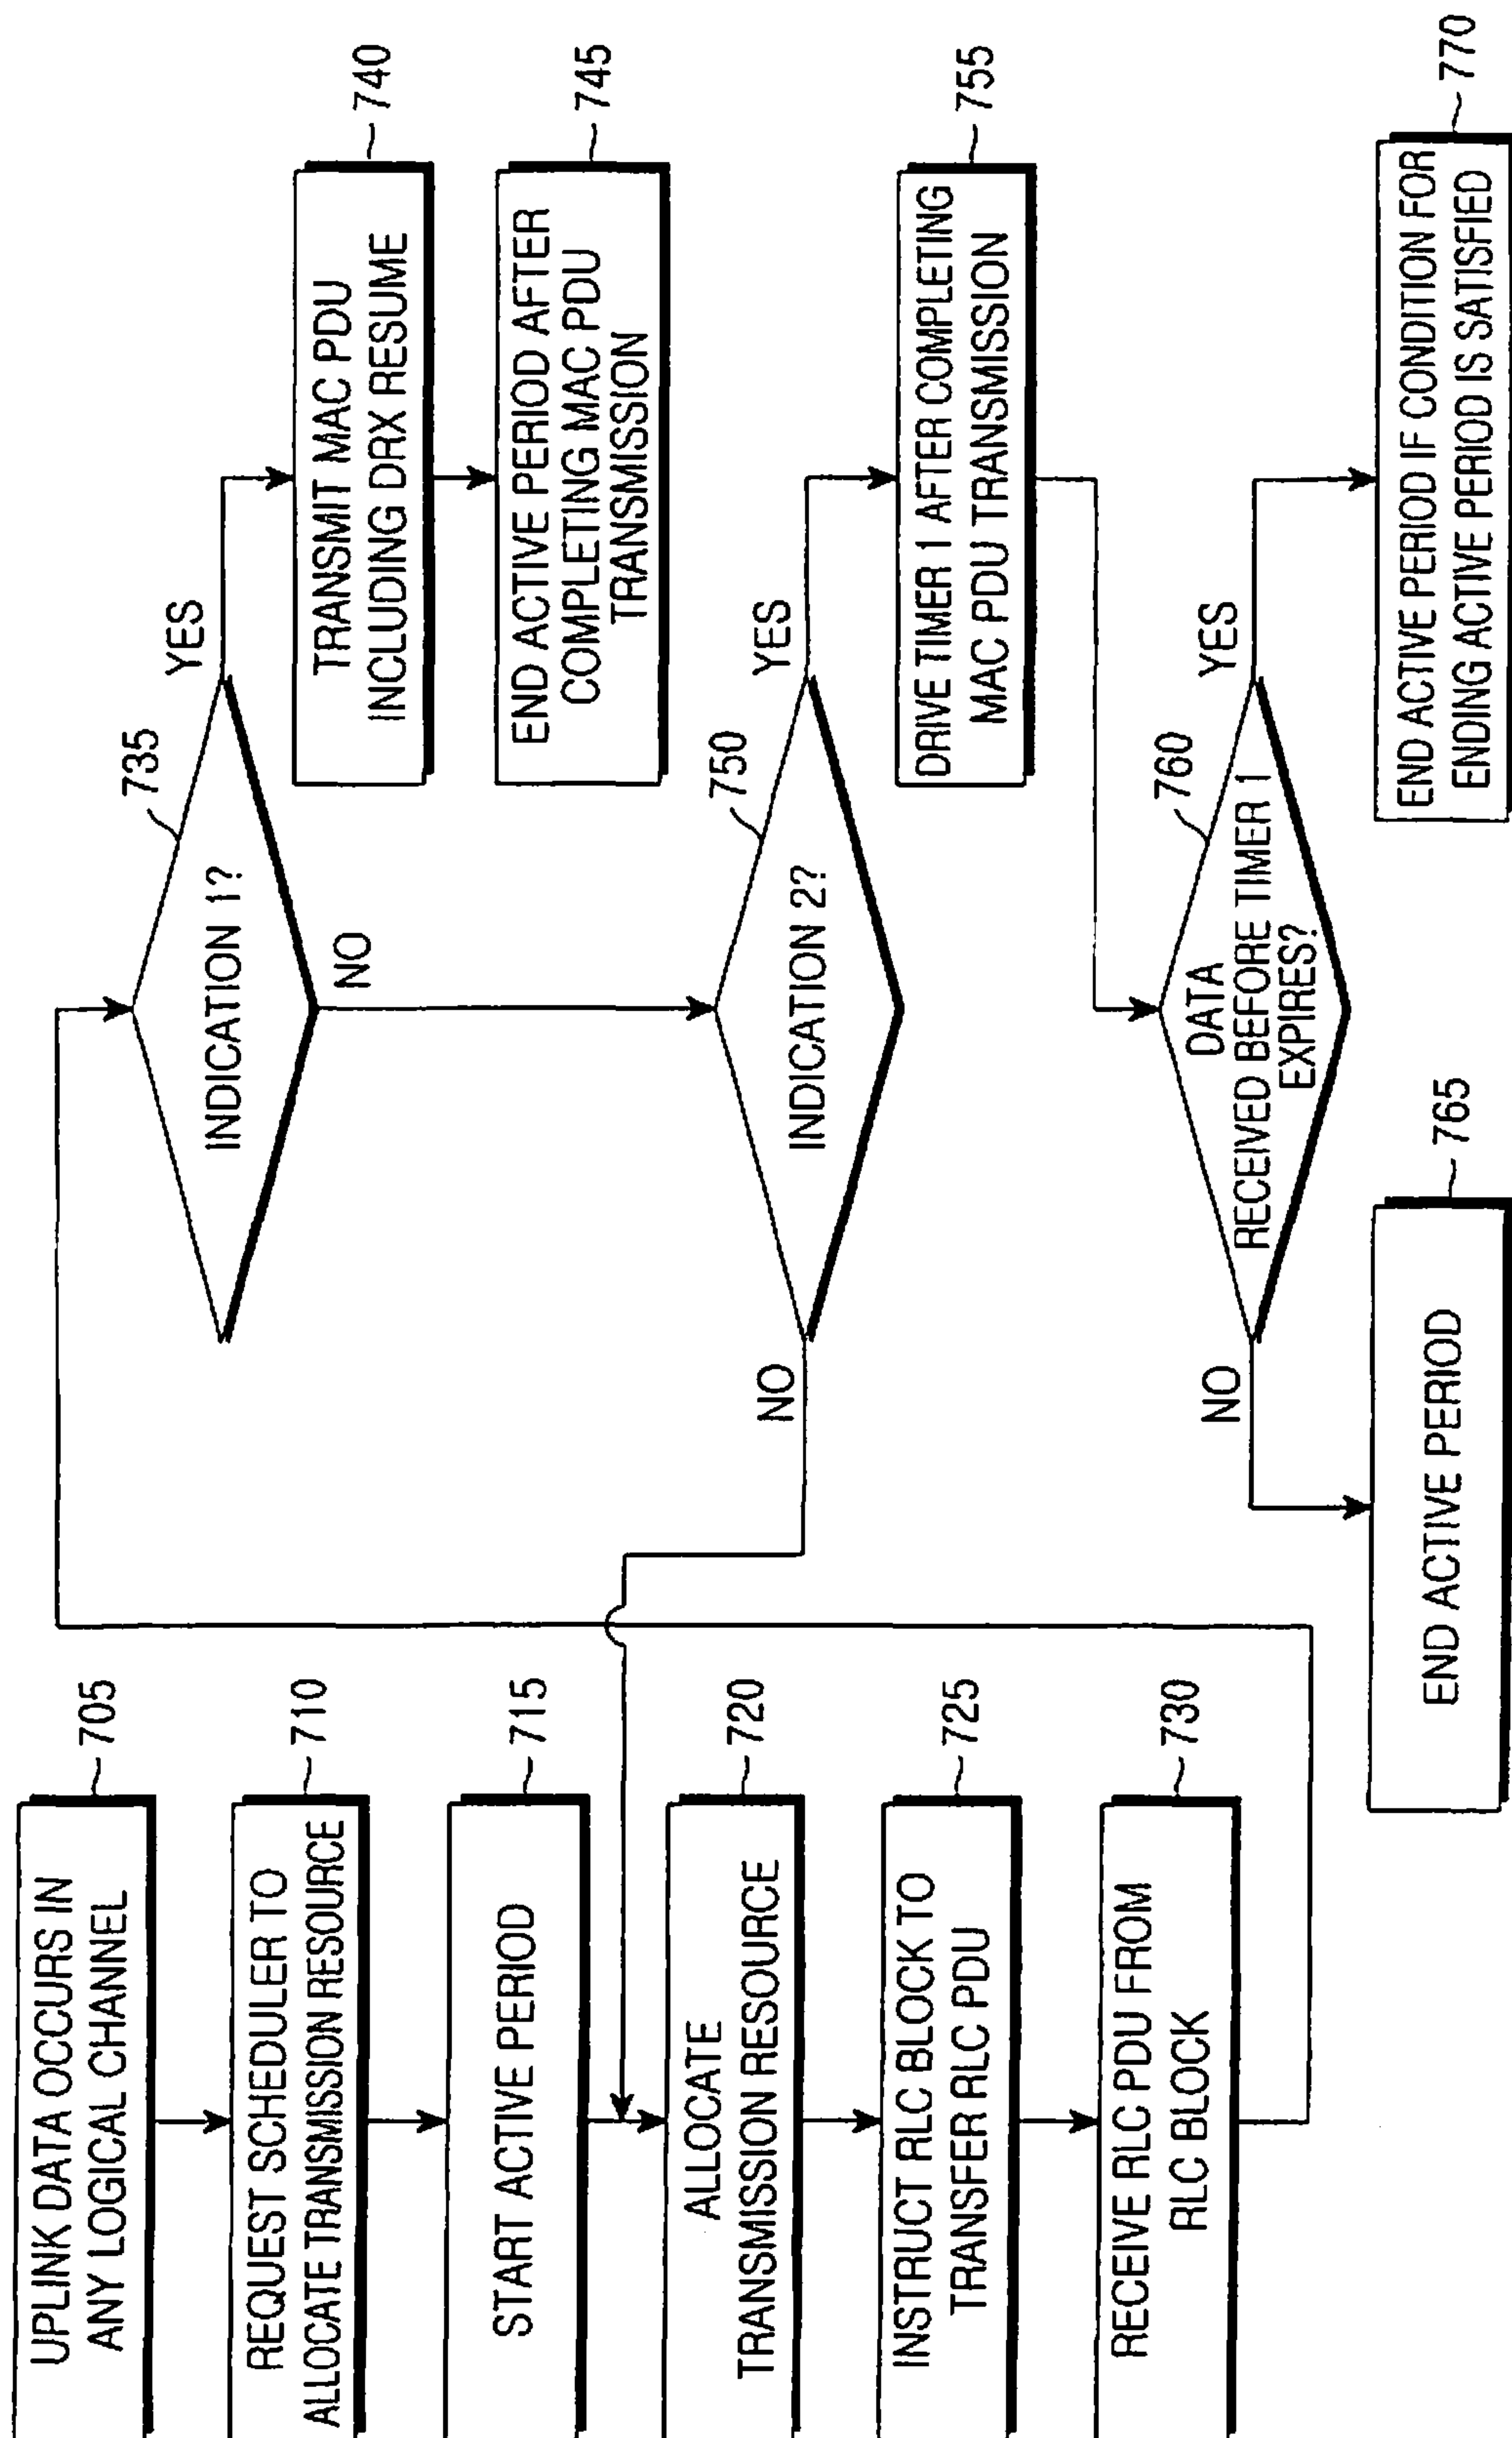 UPLINK DATA OCCURS IN
ANY LOGICAL CHANNEL
705
REQUEST SCHEDULER TO
ALLOCATE TRANSMISSION RESOURCE
710
START ACTIVE PERIOD
715
ALLOCATE
TRANSMISSION RESOURCE
720
INSTRUCT RLC BLOCK TO
TRANSFER RLC PDU
725
RECEIVE RLC PDU FROM
RLC BLOCK
730
735
INDICATION 1?
YES
NO
TRANSMIT MAC PDU
INCLUDING DRX RESUME
740
END ACTIVE PERIOD AFTER
COMPLETING MAC PDU
TRANSMISSION
745
750
INDICATION 2?
YES
NO
DRIVE TIMER 1 AFTER COMPLETING
MAC PDU TRANSMISSION
755
760
DATA
RECEIVED BEFORE TIMER 1
EXPIRES?
YES
NO
END ACTIVE PERIOD
765
END ACTIVE PERIOD IF CONDITION FOR
ENDING ACTIVE PERIOD IS SATISFIED
770